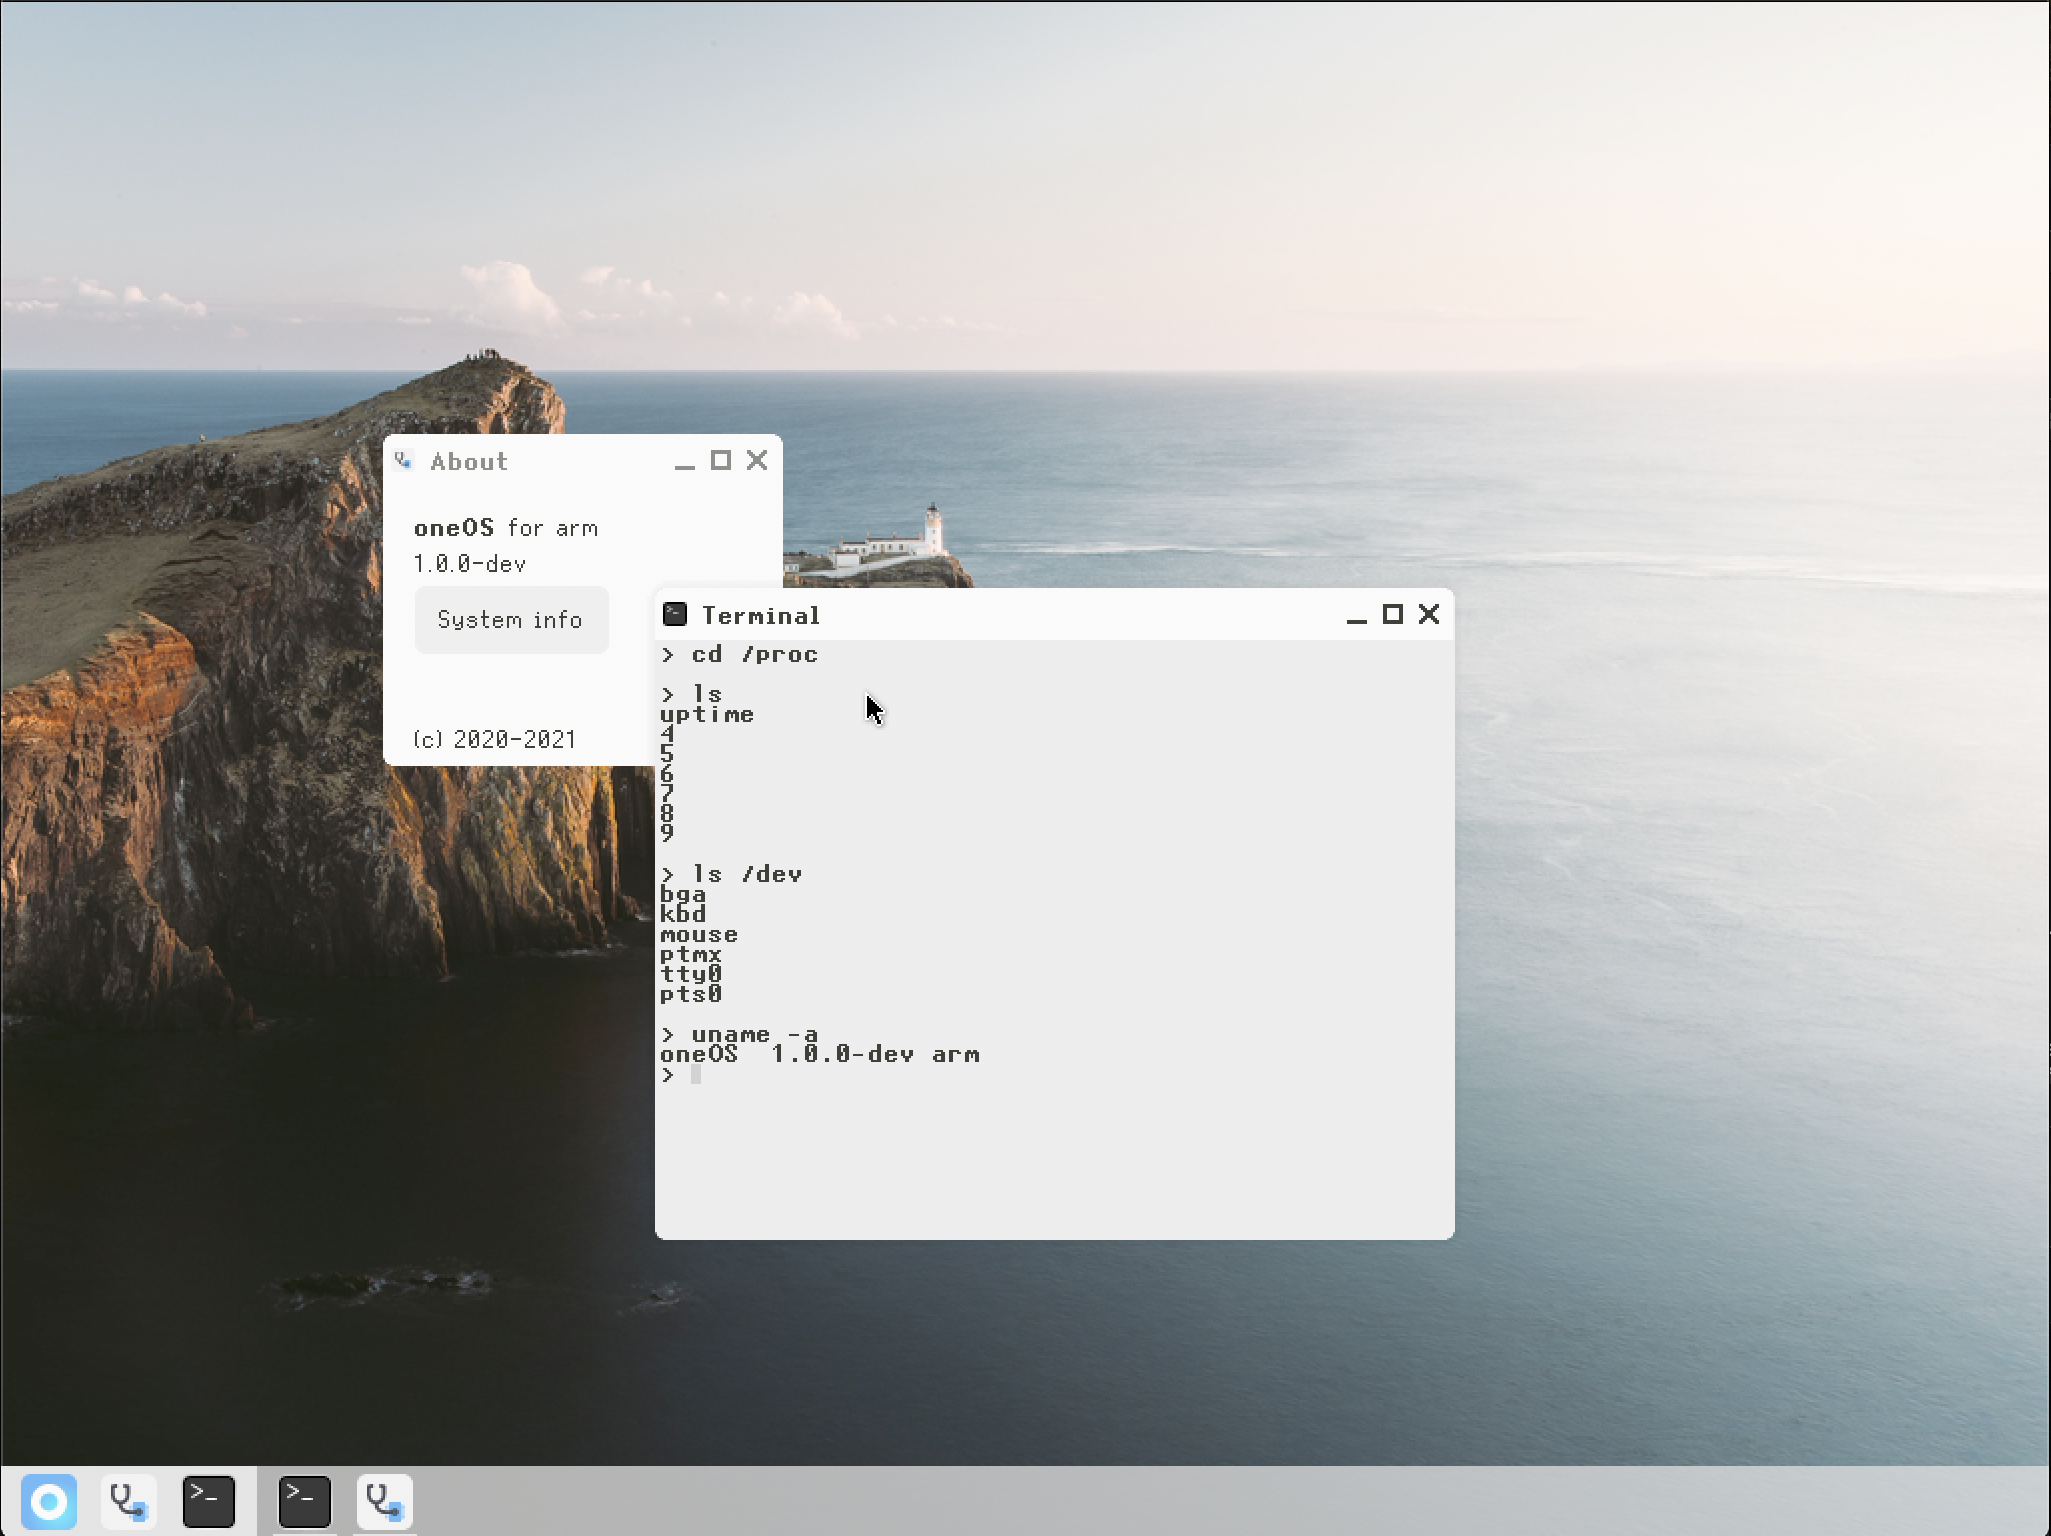 About
oneOS for arm
1.0.0-dev
System info
(c) 2020-2021
Terminal
> cd /proc
> ls
uptime
4
5
6
7
8
9
> ls /dev
bga
kbd
mouse
ptmx
tty0
pts0
> uname -a
oneOS  1.0.0-dev arm
>